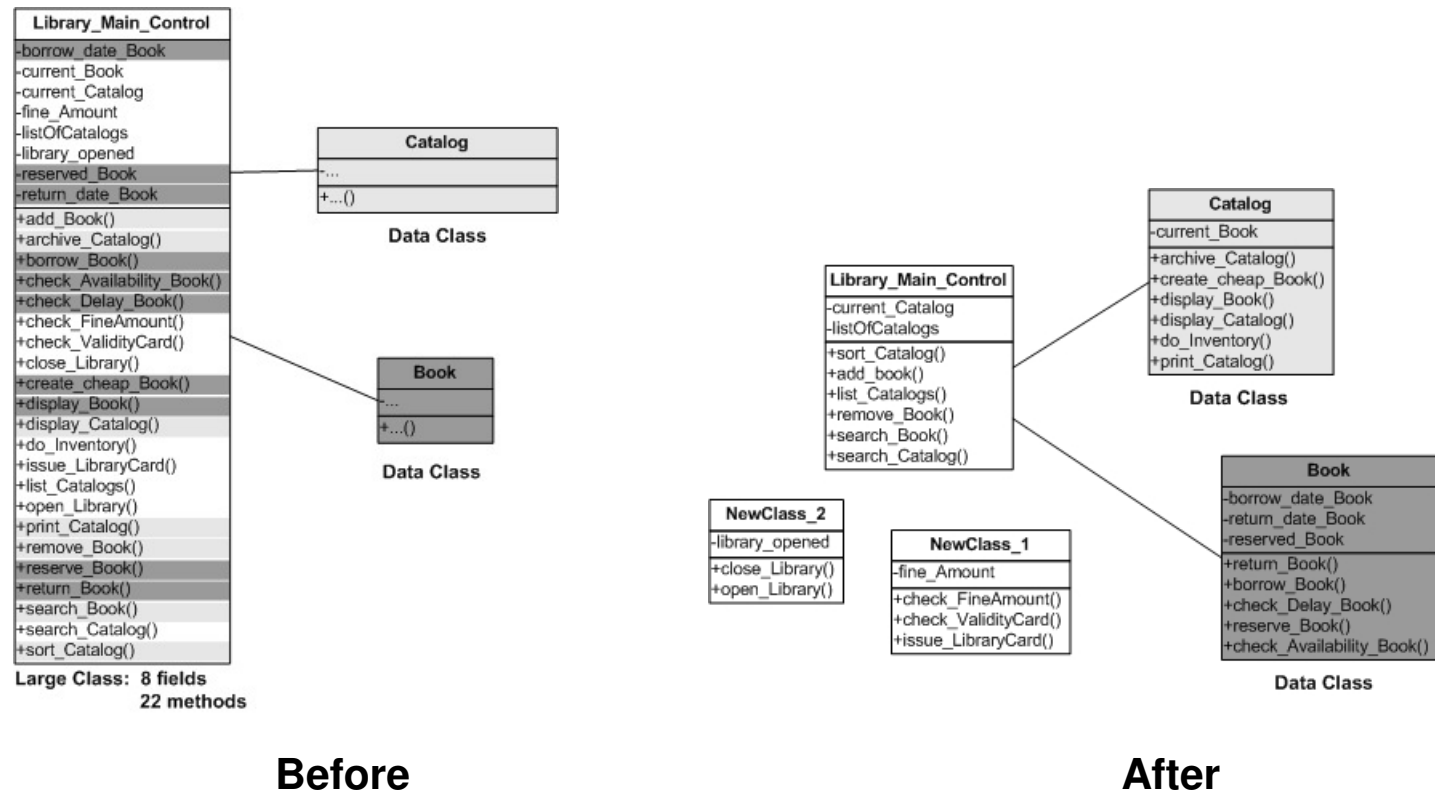 Library_Main_Control
-borrow_date_Book
-current_Book
-current_Catalog
-fine_Amount
-listOfCatalogs
-library_opened
-reserved_Book
-return_date_Book
+add_Book()
+archive_Catalog()
+borrow_Book()
+check_Availability_Book()
+check_Delay_Book()
+check_FineAmount()
+check_ValidityCard()
+close_Library()
+create_cheap_Book()
+display_Book()
+display_Catalog()
+do_Inventory()
+issue_LibraryCard()
+list_Catalogs()
+open_Library()
+print_Catalog()
+remove_Book()
+reserve_Book()
+return_Book()
+search_Book()
+search_Catalog()
+sort_Catalog()
Large Class: 8 fields
22 methods
Catalog
-...
+...()
Data Class
Book
-...
+...()
Data Class
Before
Library_Main_Control
-current_Catalog
-listOfCatalogs
+sort_Catalog()
+add_book()
+list_Catalogs()
+remove_Book()
+search_Book()
+search_Catalog()
Catalog
-current_Book
+archive_Catalog()
+create_cheap_Book()
+display_Book()
+display_Catalog()
+do_Inventory()
+print_Catalog()
Data Class
NewClass_2
-library_opened
+close_Library()
+open_Library()
NewClass_1
-fine_Amount
+check_FineAmount()
+check_ValidityCard()
+issue_LibraryCard()
Book
-borrow_date_Book
-return_date_Book
-reserved_Book
+return_Book()
+borrow_Book()
+check_Delay_Book()
+reserve_Book()
+check_Availability_Book()
Data Class
After